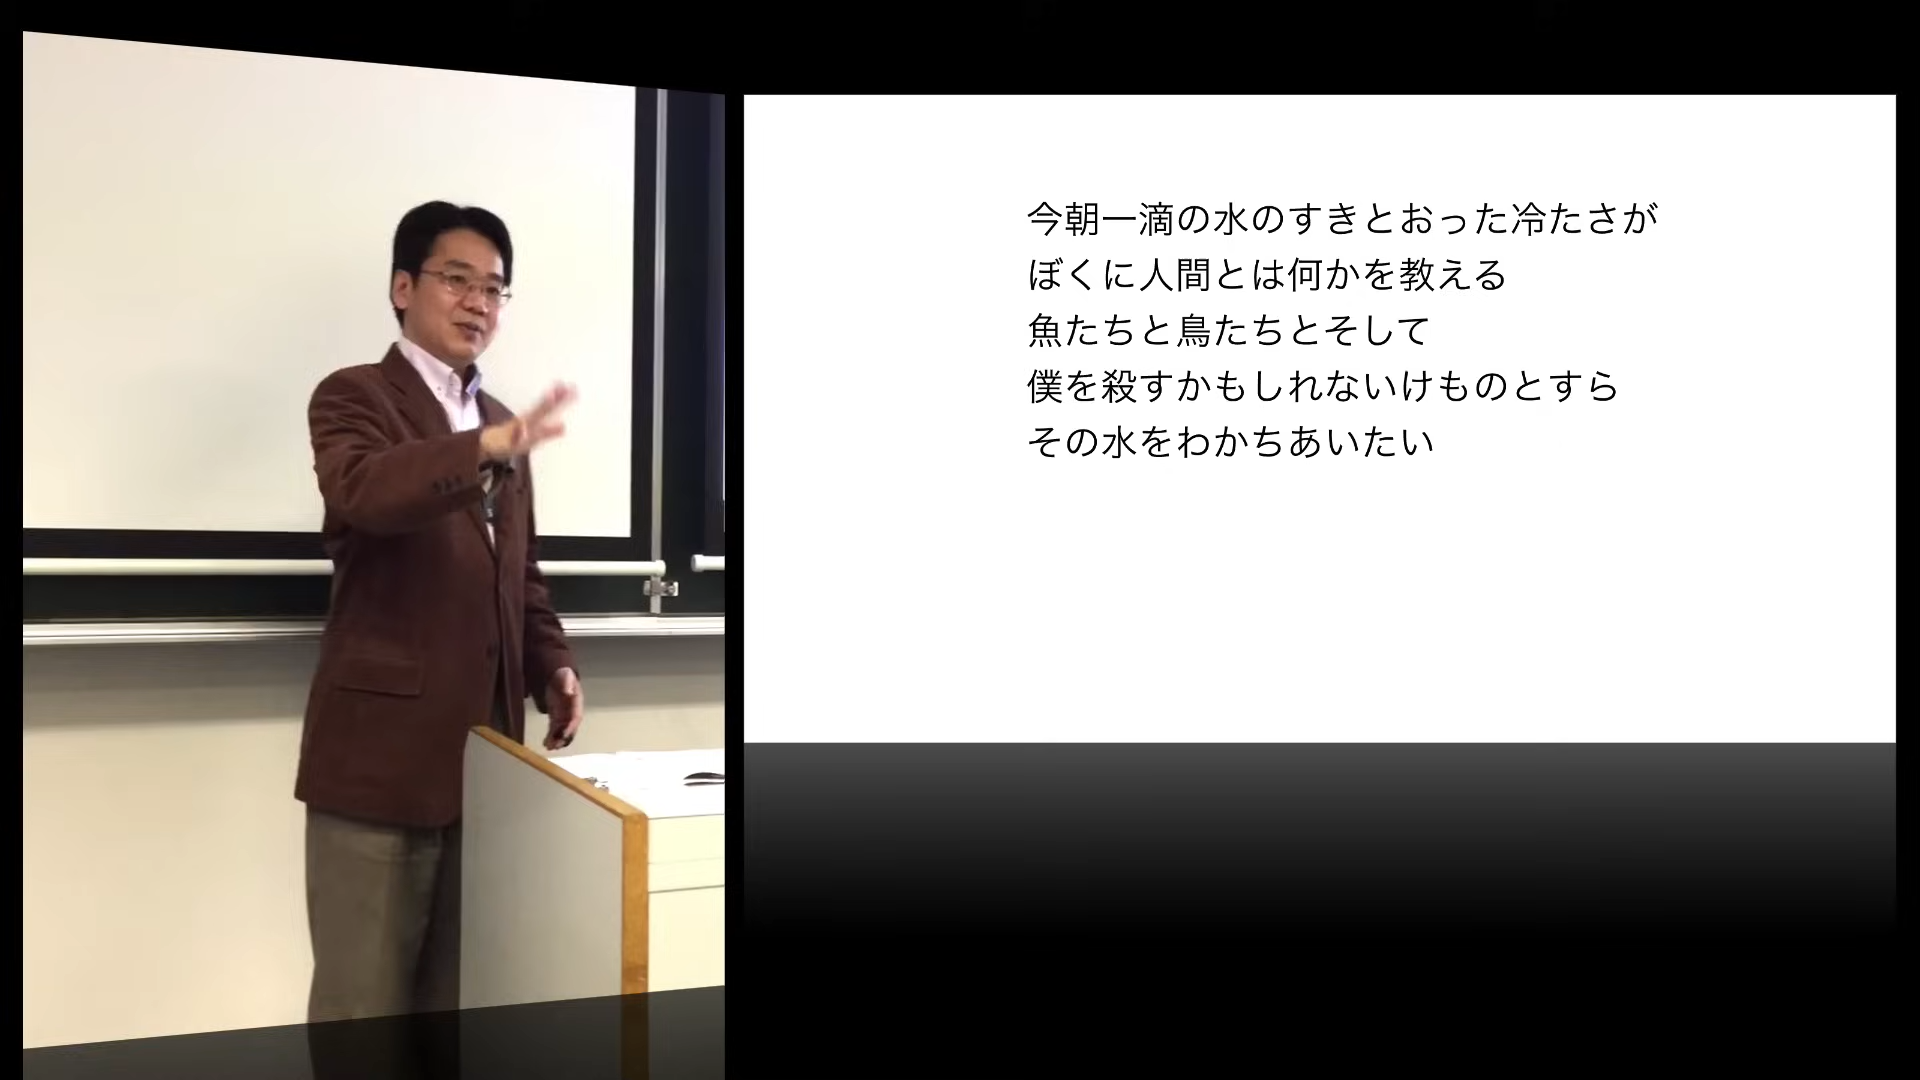 今朝一滴の水のすきとおった冷たさが
ぼくに人間とは何かを教える
魚たちと鳥たちとそして
僕を殺すかもしれないけものとすら
その水をわかちあいたい